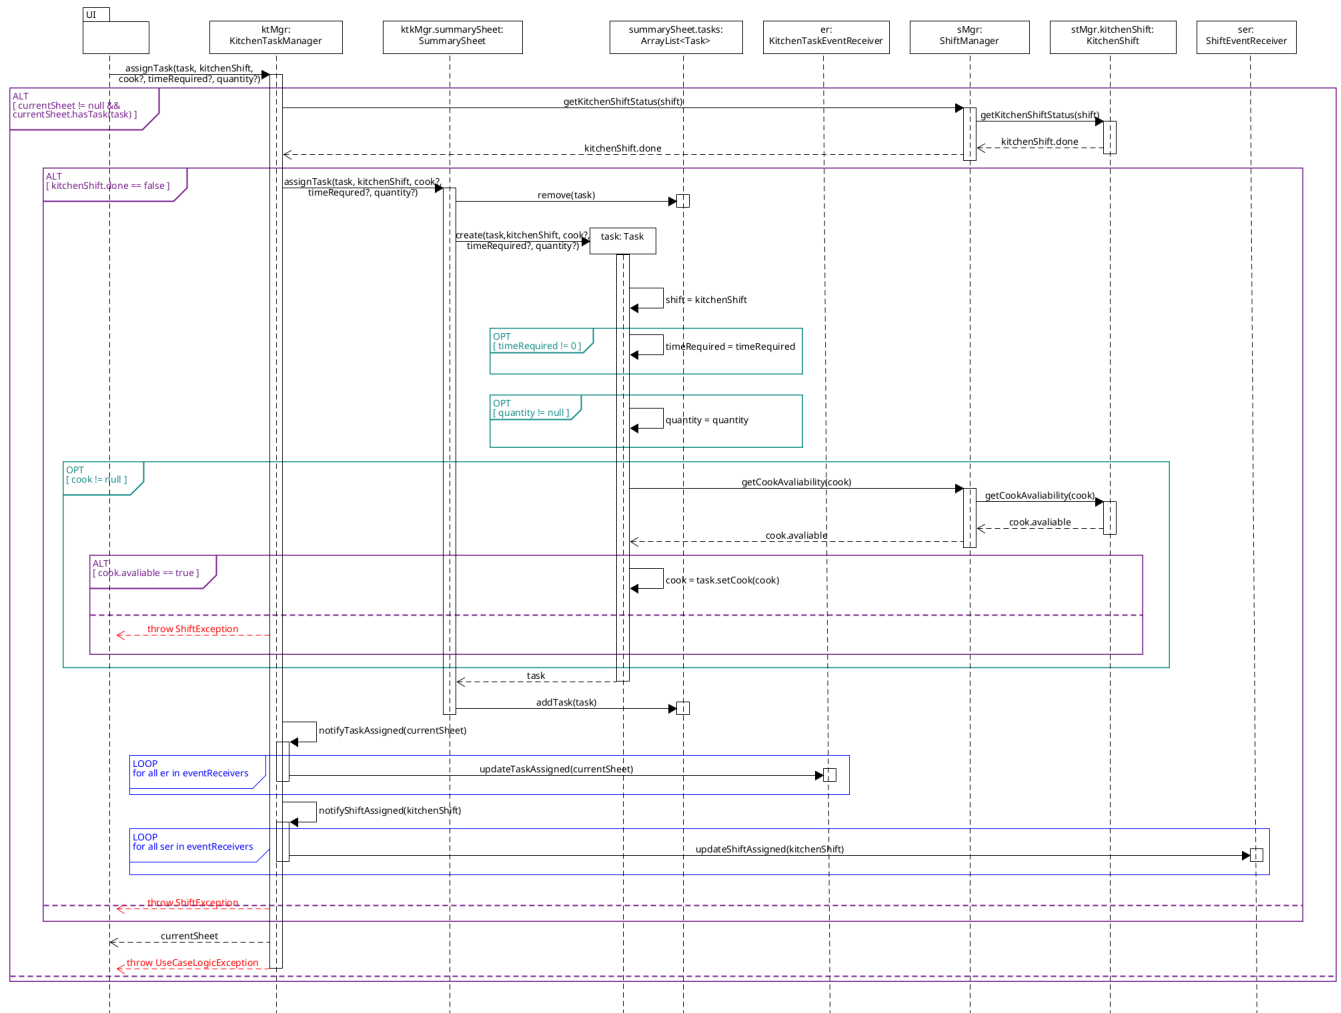 UI
ktMgr:
KitchenTaskManager
ktkMgr.summarySheet:
SummarySheet
summarySheet.tasks:
ArrayList<Task>
er:
KitchenTaskEventReceiver
sMgr:
ShiftManager
stMgr.kitchenShift:
KitchenShift
ser:
ShiftEventReceiver
assignTask(task, kitchenShift,
cook?, timeRequired?, quantity?)
ALT
[ currentSheet != null &&
currentSheet.hasTask(task) ]
getKitchenShiftStatus(shift)
getKitchenShiftStatus(shift)
kitchenShift.done
kitchenShift.done
ALT
[ kitchenShift.done == false ]
assignTask(task, kitchenShift, cook?,
timeRequred?, quantity?)
remove(task)
create(task,kitchenShift, cook?,
timeRequired?, quantity?)
task: Task
shift = kitchenShift
OPT
[ timeRequired != 0 ]
timeRequired = timeRequired
OPT
[ quantity != null ]
quantity = quantity
OPT
[ cook != null ]
getCookAvaliability(cook)
getCookAvaliability(cook)
cook.avaliable
cook.avaliable
ALT
[ cook.avaliable == true ]
cook = task.setCook(cook)
throw ShiftException
task
addTask(task)
notifyTaskAssigned(currentSheet)
LOOP
for all er in eventReceivers
updateTaskAssigned(currentSheet)
notifyShiftAssigned(kitchenShift)
LOOP
for all ser in eventReceivers
updateShiftAssigned(kitchenShift)
throw ShiftException
currentSheet
throw UseCaseLogicException